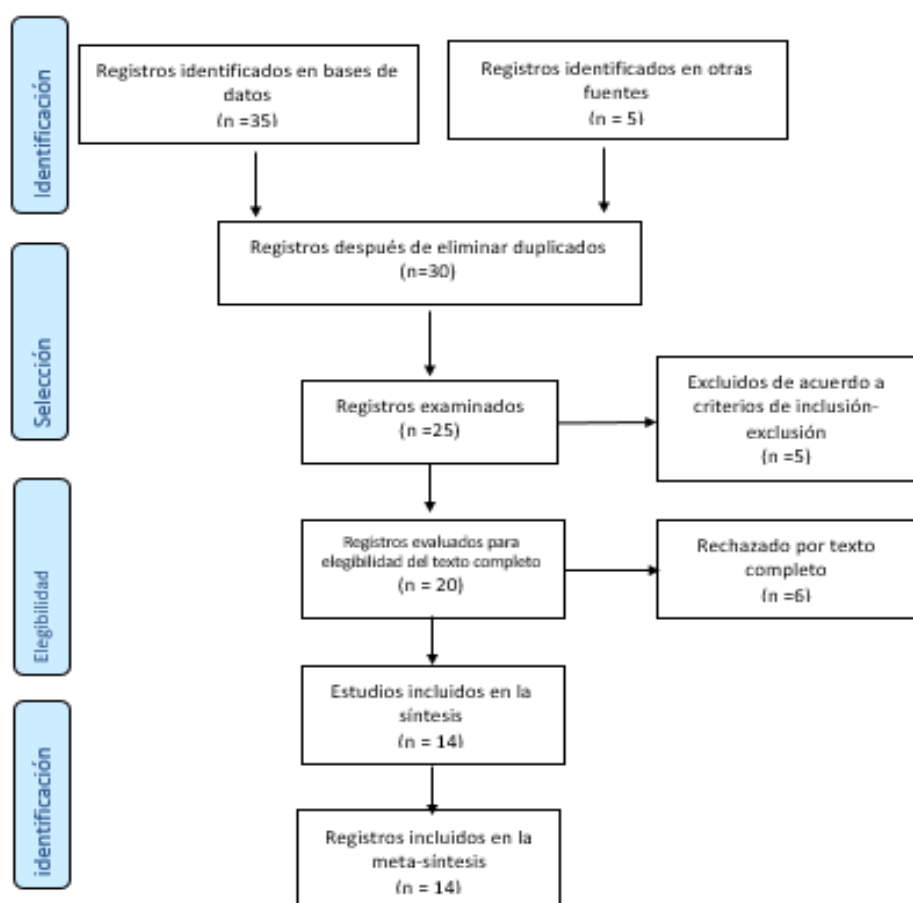 Identificación
Registros identificados en bases de
datos
(n =35)
Registros identificados en otras
fuentes
(n = 5)
Registros después de eliminar duplicados
(n=30)
Selección
Registros examinados
(n =25)
Excluidos de acuerdo a
criterios de inclusión-
exclusión
(n =5)
Elegibilidad
Registros evaluados para
elegibilidad del texto completo
(n = 20)
Rechazado por texto
completo
(n =6)
identificación
Estudios incluidos en la
síntesis
(n = 14)
Registros incluidos en la
meta-síntesis
(n = 14)